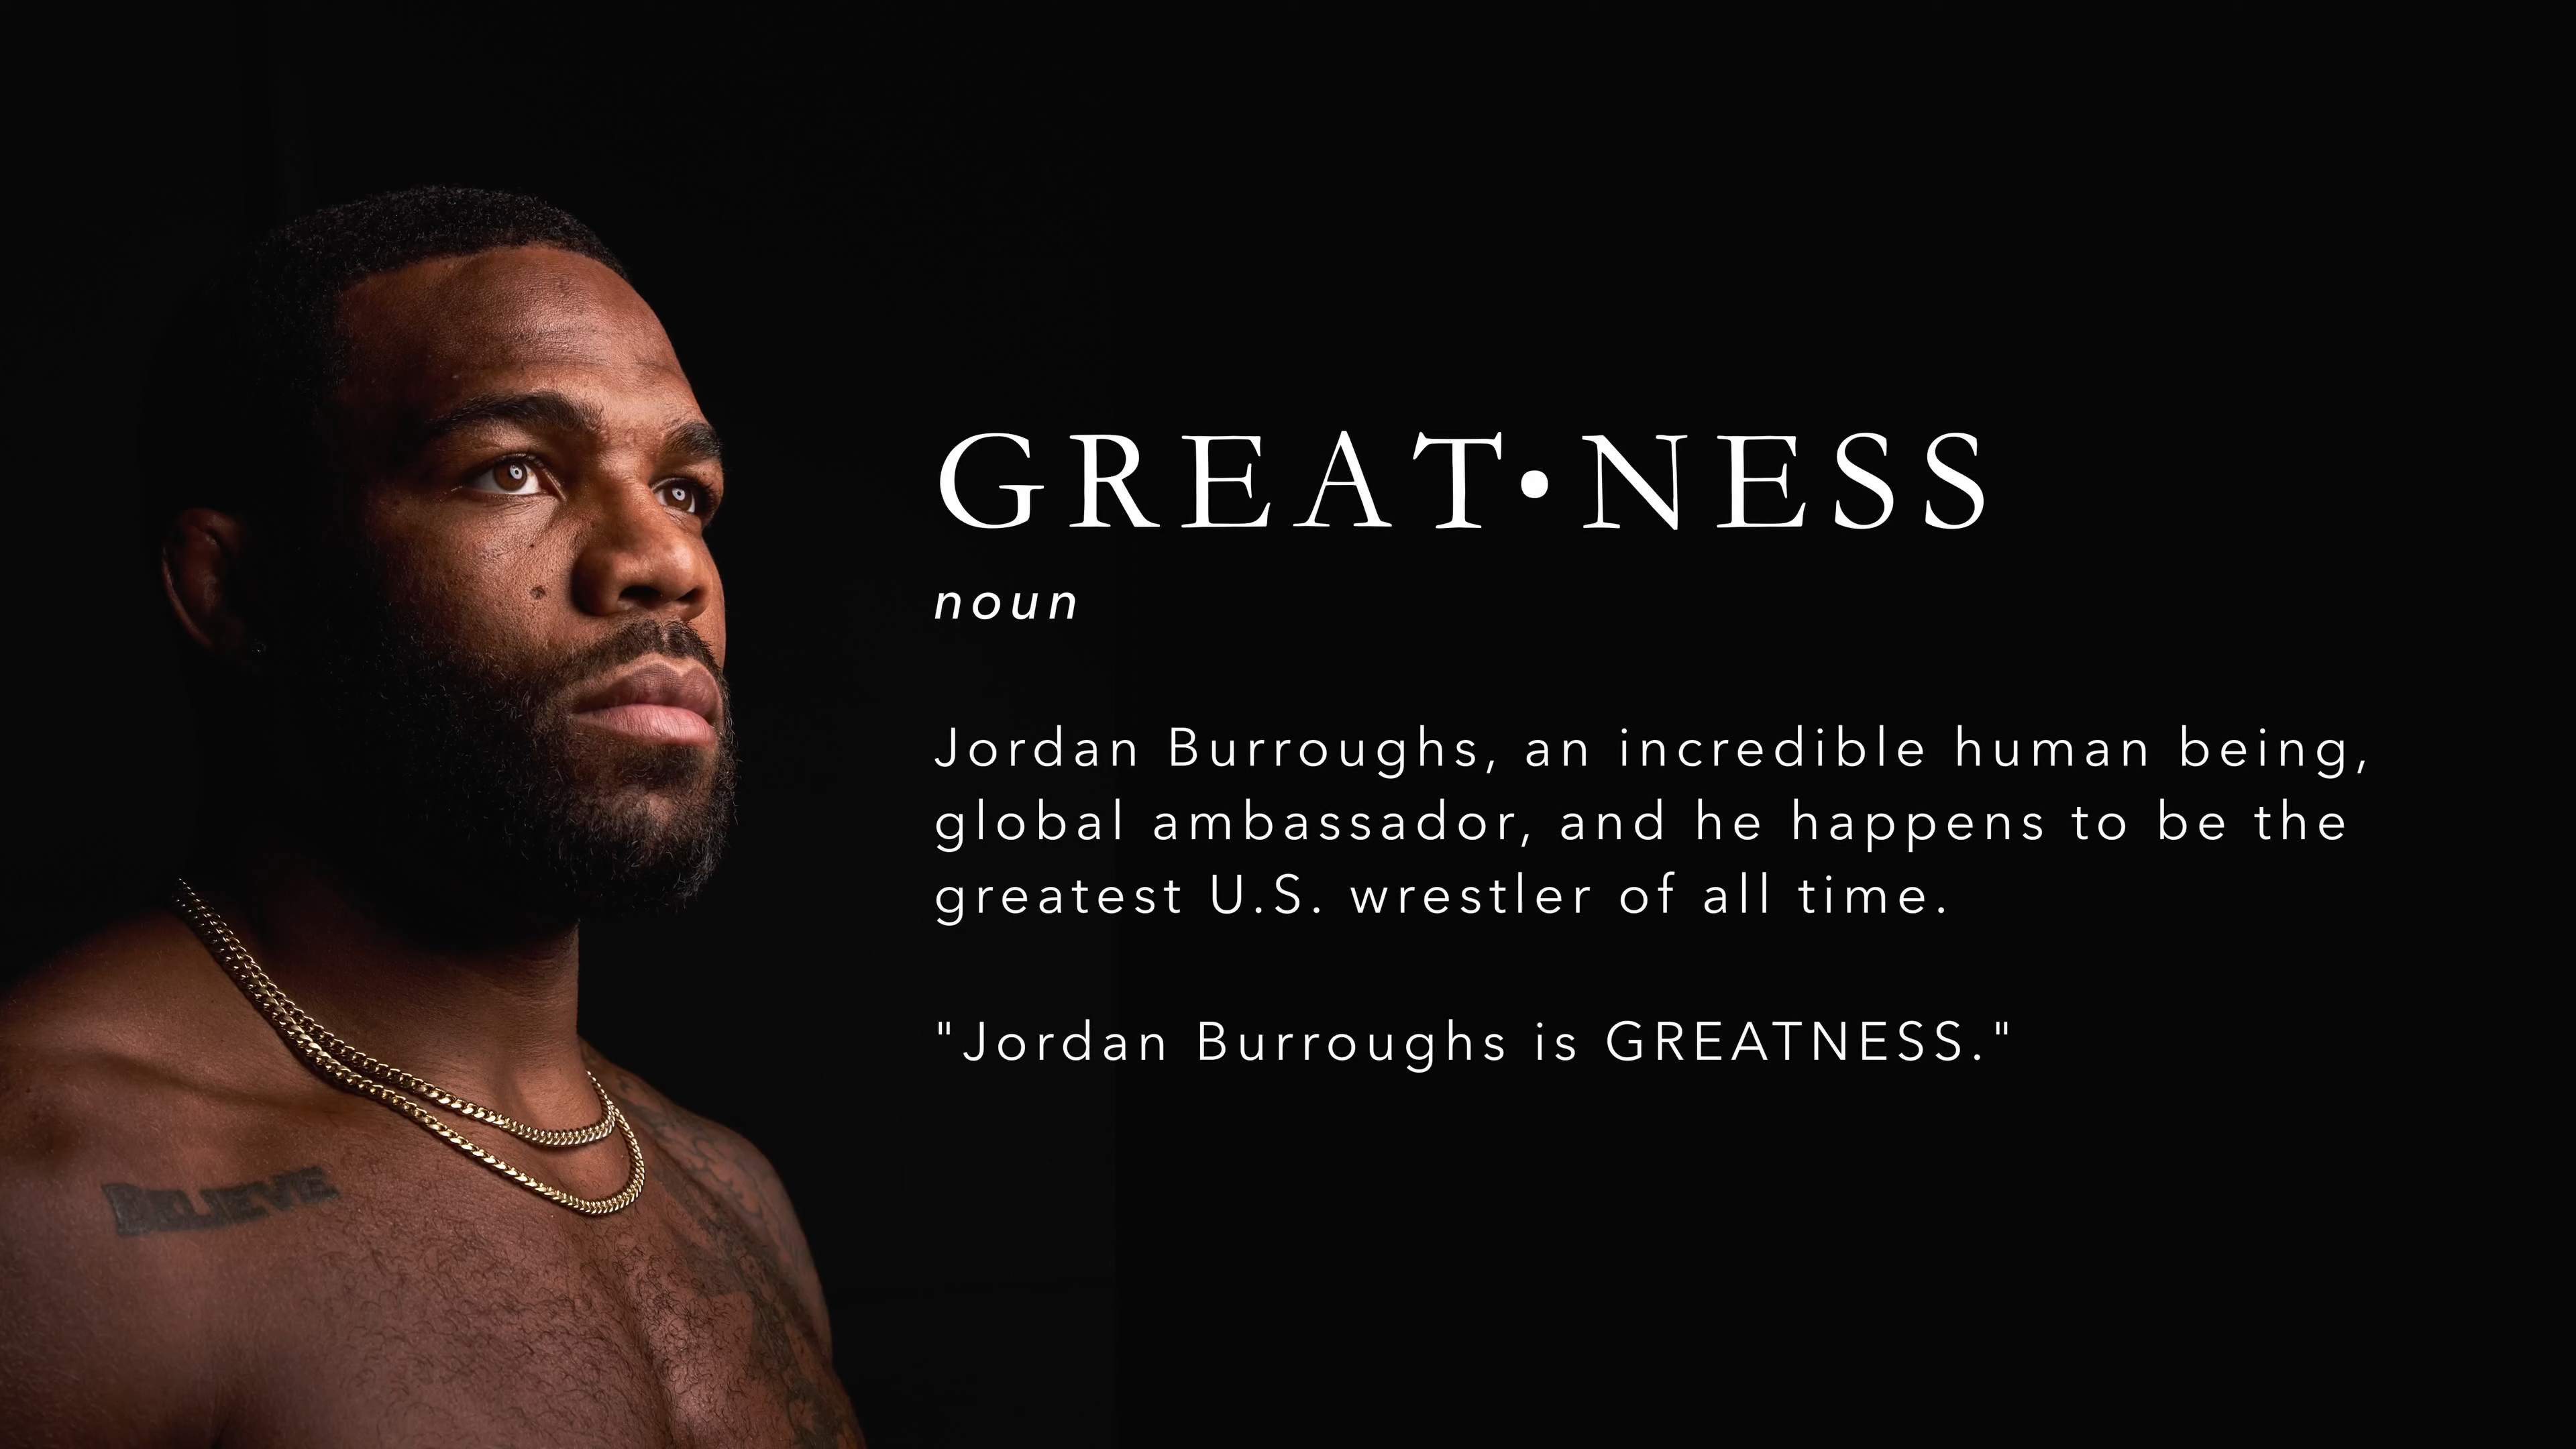 GREAT•NESS
noun
Jordan Burroughs, an incredible human being,
global ambassador, and he happens to be the
greatest U.S. wrestler of all time.
"Jordan Burroughs is GREATNESS."
BELIEVE